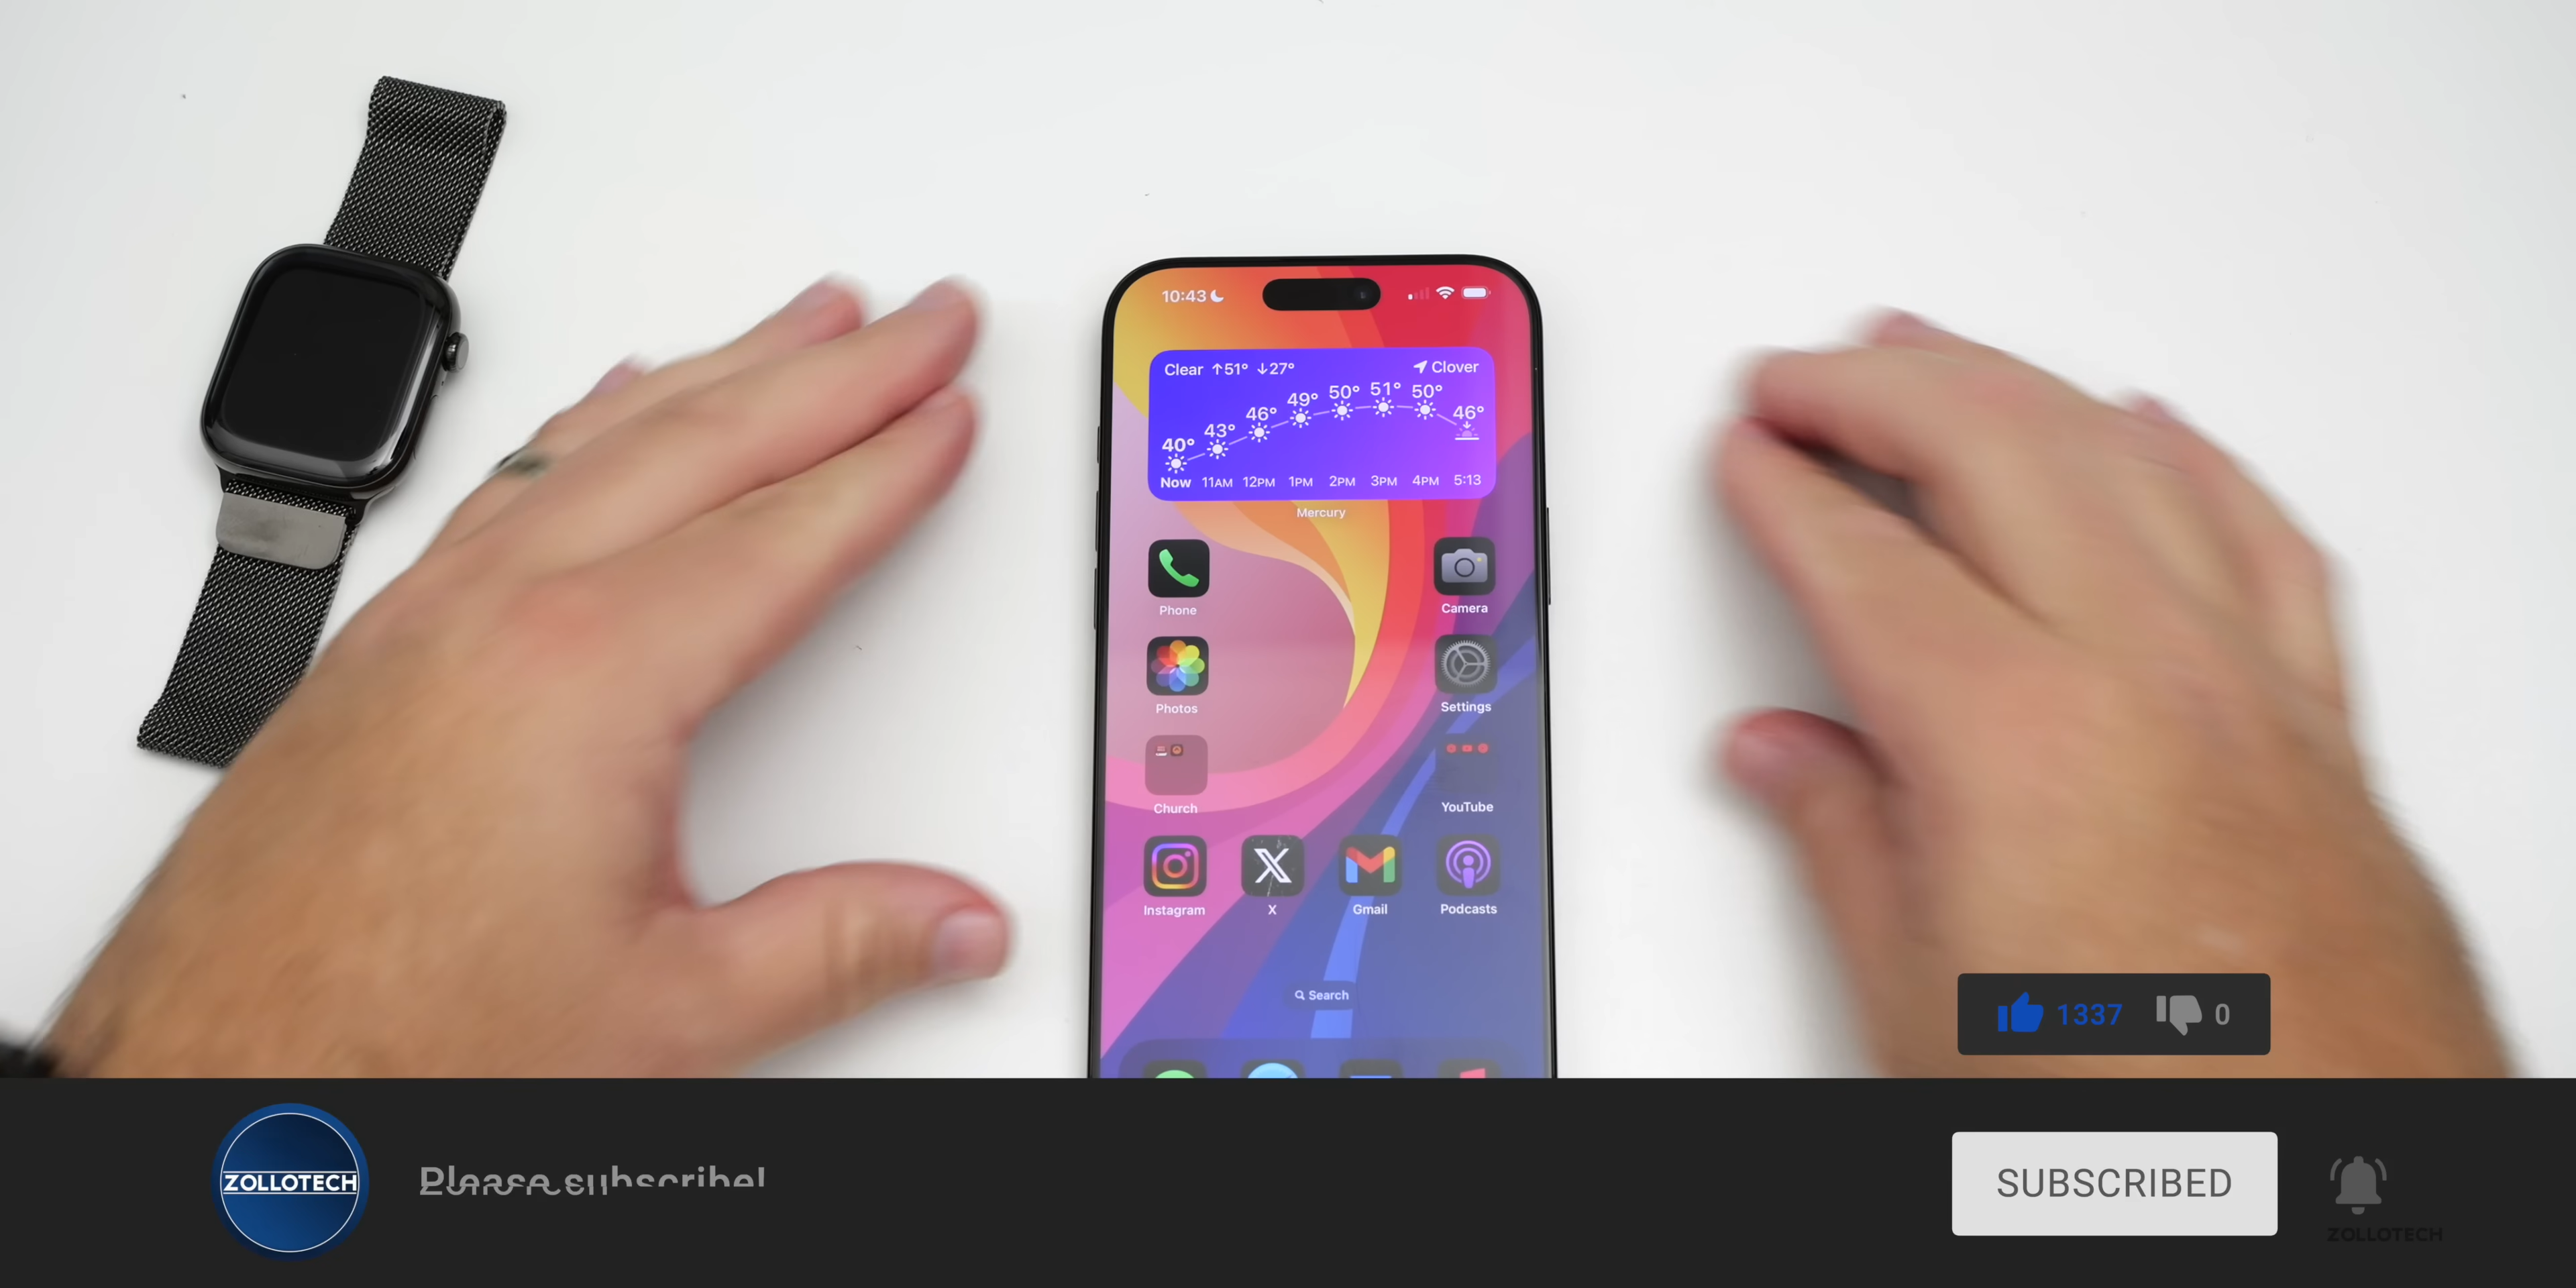 10:43
Clear ↑51° ↓27°
Clover
40° 43° 46° 49° 50° 51° 50° 46°
Now 11AM 12PM 1PM 2PM 3PM 4PM 5:13
Mercury
Phone
Camera
Photos
Settings
Church
YouTube
Instagram
X
Gmail
Podcasts
Search
1337
0
ZOLLOTECH
Please subscribe!
SUBSCRIBED
ZOLLOTECH